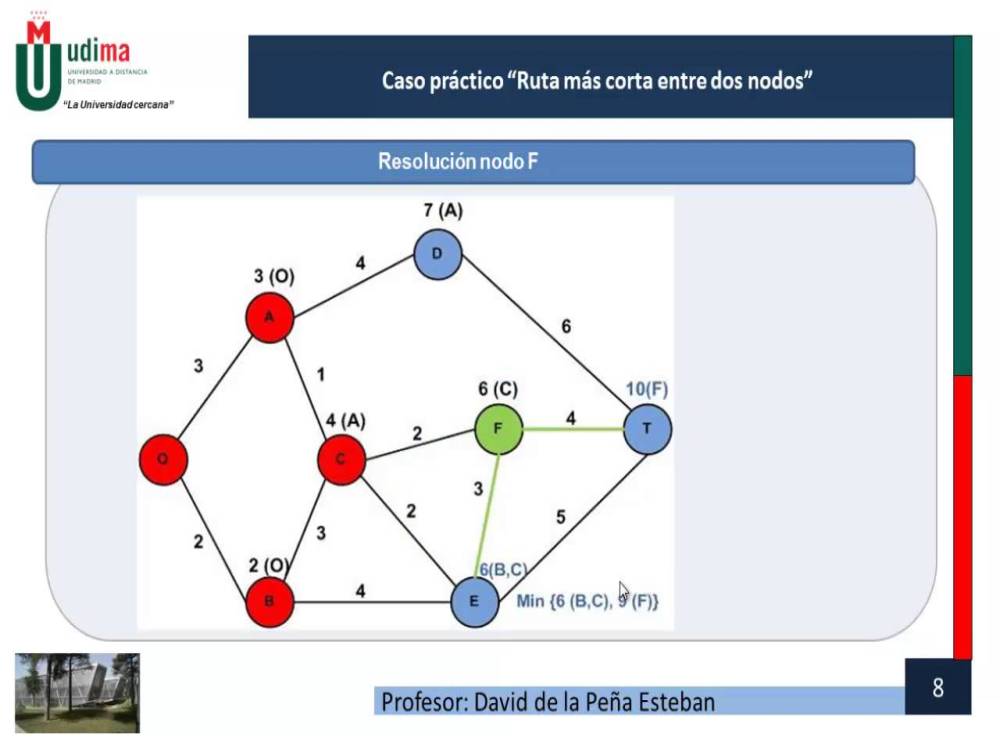 udima
UNIVERSIDAD A DISTANCIA
DE MADRID
“La Universidad cercana”
Caso práctico “Ruta más corta entre dos nodos”
Resolución nodo F
7 (A)
D
4
3 (O)
A
6
3
1
6 (C)
10(F)
4 (A)
2
F
4
T
O
C
3
2
5
2
3
2 (O)
6(B,C)
4
B
E
Min {6 (B,C), 9 (F)}
Profesor: David de la Peña Esteban
8